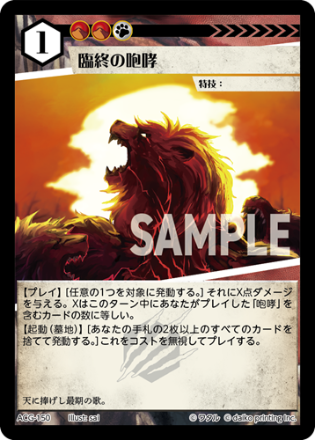 1
臨終の咆哮
特技：
SAMPLE
【プレイ】［任意の1つを対象に発動する。］それにX点ダメージ
を与える。Xはこのターン中にあなたがプレイした「咆哮」を
含むカードの数に等しい。
【起動（墓地）】［あなたの手札の2枚以上のすべてのカードを
捨てて発動する。］これをコストを無視してプレイする。
天に捧げし最期の歌。
ACG-150 Illust: sai © ワタル © daiko printing inc.